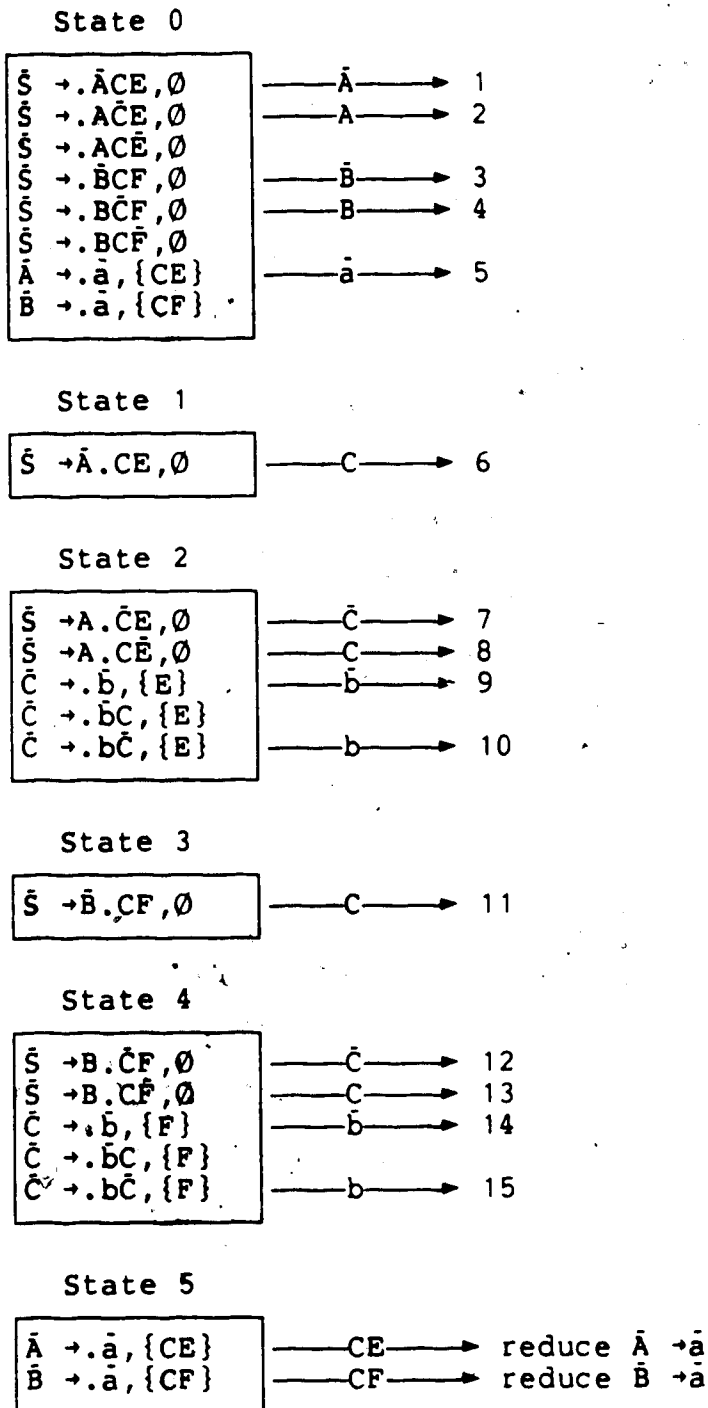 State 0
S̄ →.ĀCE,Ø ——Ā——→ 1
S̄ →.AC̄E,Ø ——A——→ 2
S̄ →.ACĒ,Ø
S̄ →.B̄CF,Ø ——B̄——→ 3
S̄ →.BC̄F,Ø ——B——→ 4
S̄ →.BCF̄,Ø
Ā →.ā,{CE} ——ā——→ 5
B̄ →.ā,{CF}
State 1
S̄ →Ā.CE,Ø ——C——→ 6
State 2
S̄ →A.C̄E,Ø ——C̄——→ 7
S̄ →A.CĒ,Ø ——C——→ 8
C̄ →.b̄,{E} ——b̄——→ 9
C̄ →.b̄C,{E}
C̄ →.bC̄,{E} ——b——→ 10
State 3
S̄ →B̄.CF,Ø ——C——→ 11
State 4
S̄ →B.C̄F,Ø ——C̄——→ 12
S̄ →B.CF̄,Ø ——C——→ 13
C̄ →.b̄,{F} ——b̄——→ 14
C̄ →.b̄C,{F}
C̄ →.bC̄,{F} ——b——→ 15
State 5
Ā →.ā,{CE} ——CE——→ reduce Ā →ā
B̄ →.ā,{CF} ——CF——→ reduce B̄ →ā